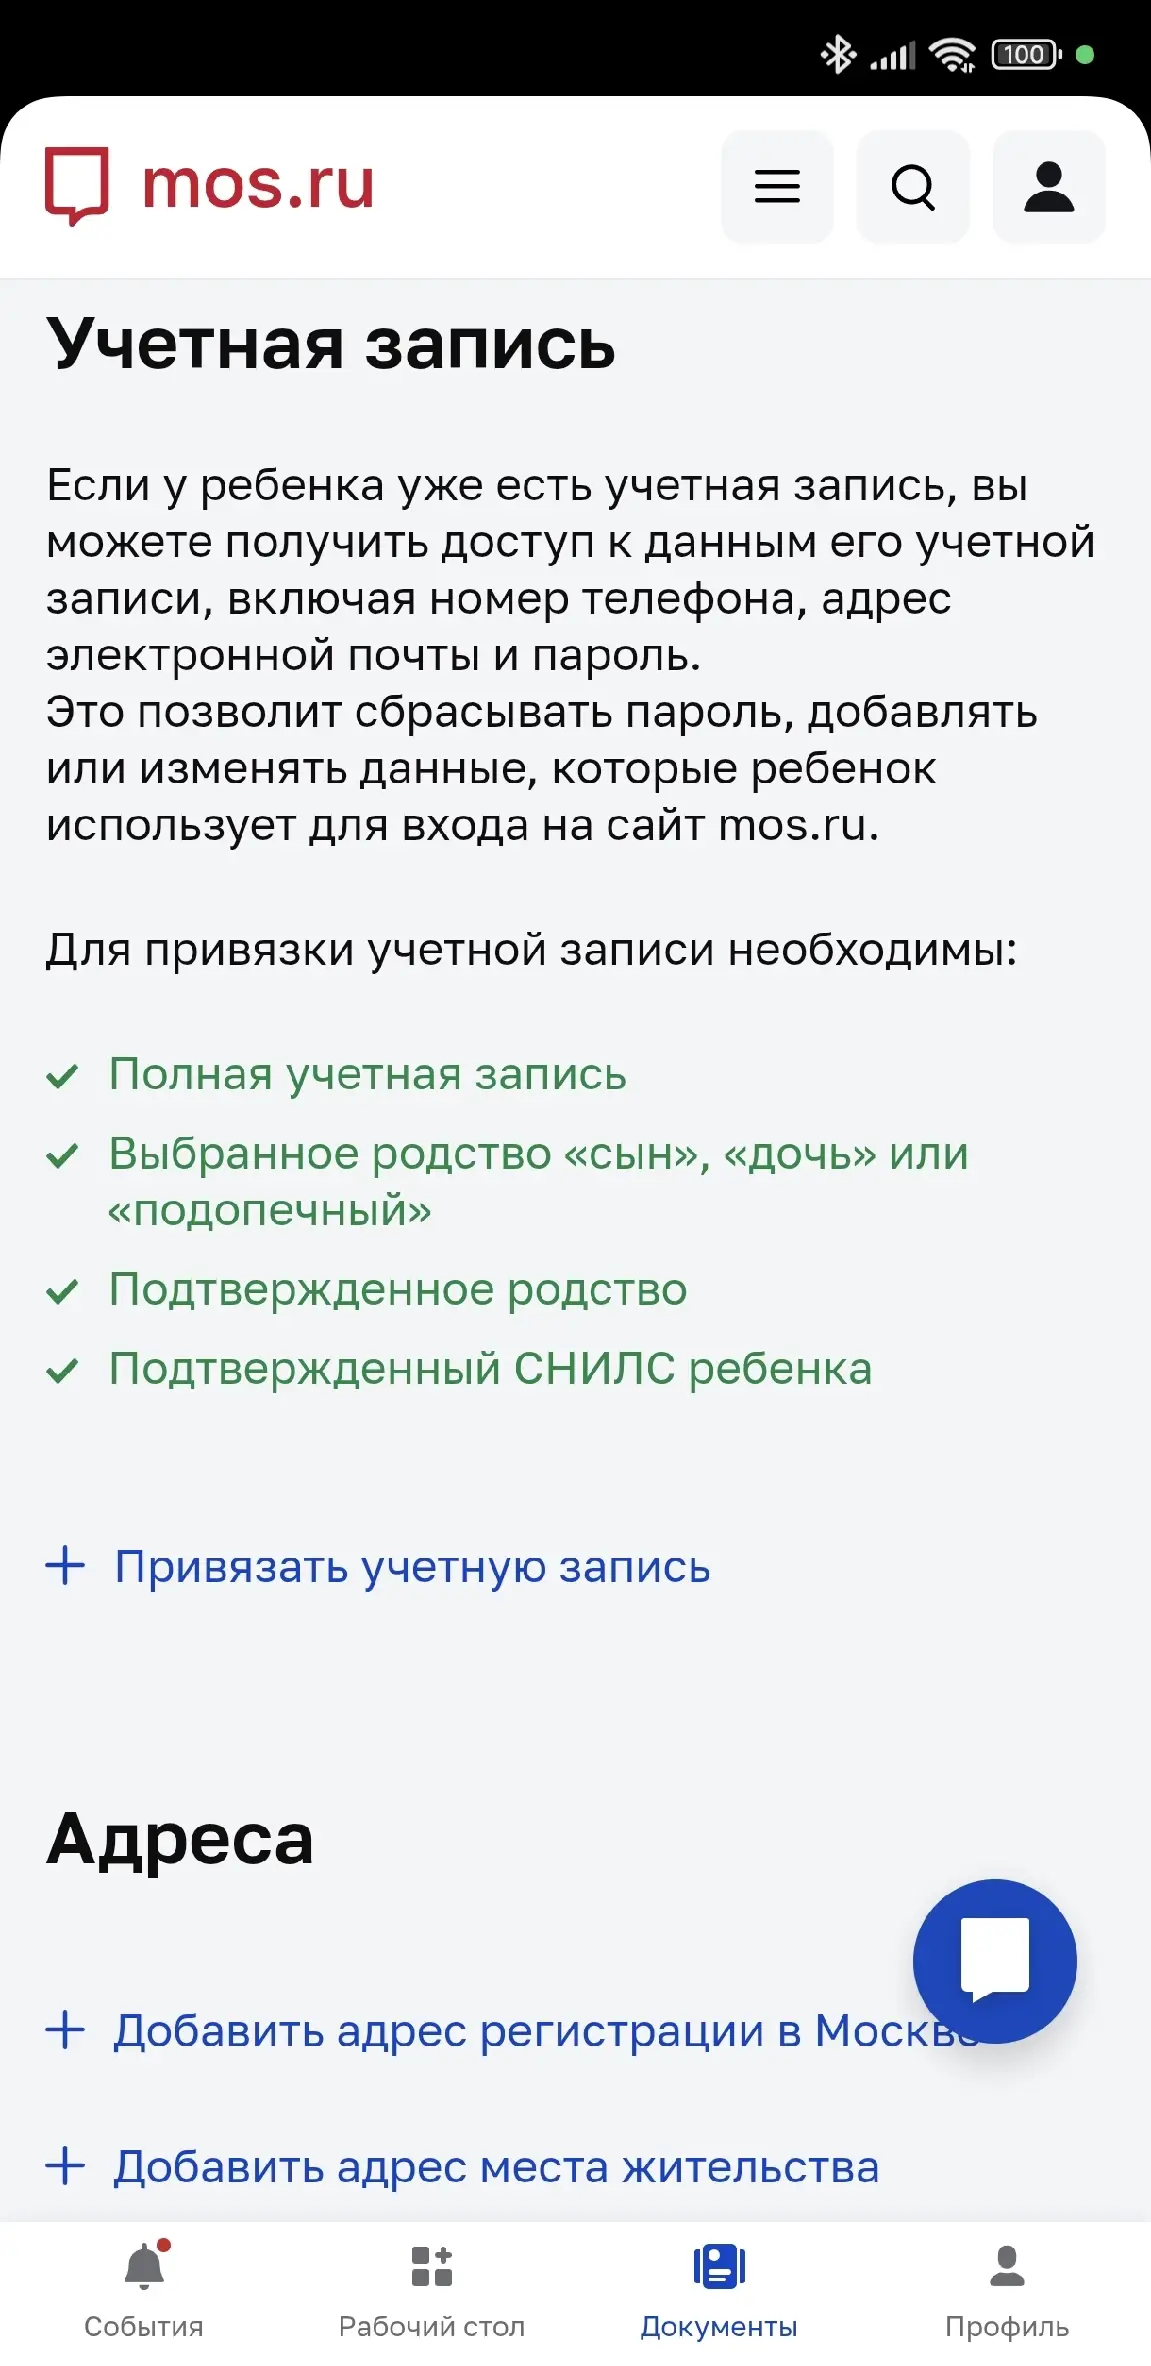 100
mos.ru
Учетная запись
Если у ребенка уже есть учетная запись, вы
можете получить доступ к данным его учетной
записи, включая номер телефона, адрес
электронной почты и пароль.
Это позволит сбрасывать пароль, добавлять
или изменять данные, которые ребенок
использует для входа на сайт mos.ru.
Для привязки учетной записи необходимы:
Полная учетная запись
Выбранное родство «сын», «дочь» или
«подопечный»
Подтвержденное родство
Подтвержденный СНИЛС ребенка
Привязать учетную запись
Адреса
Добавить адрес регистрации в Москве
Добавить адрес места жительства
События
Рабочий стол
Документы
Профиль